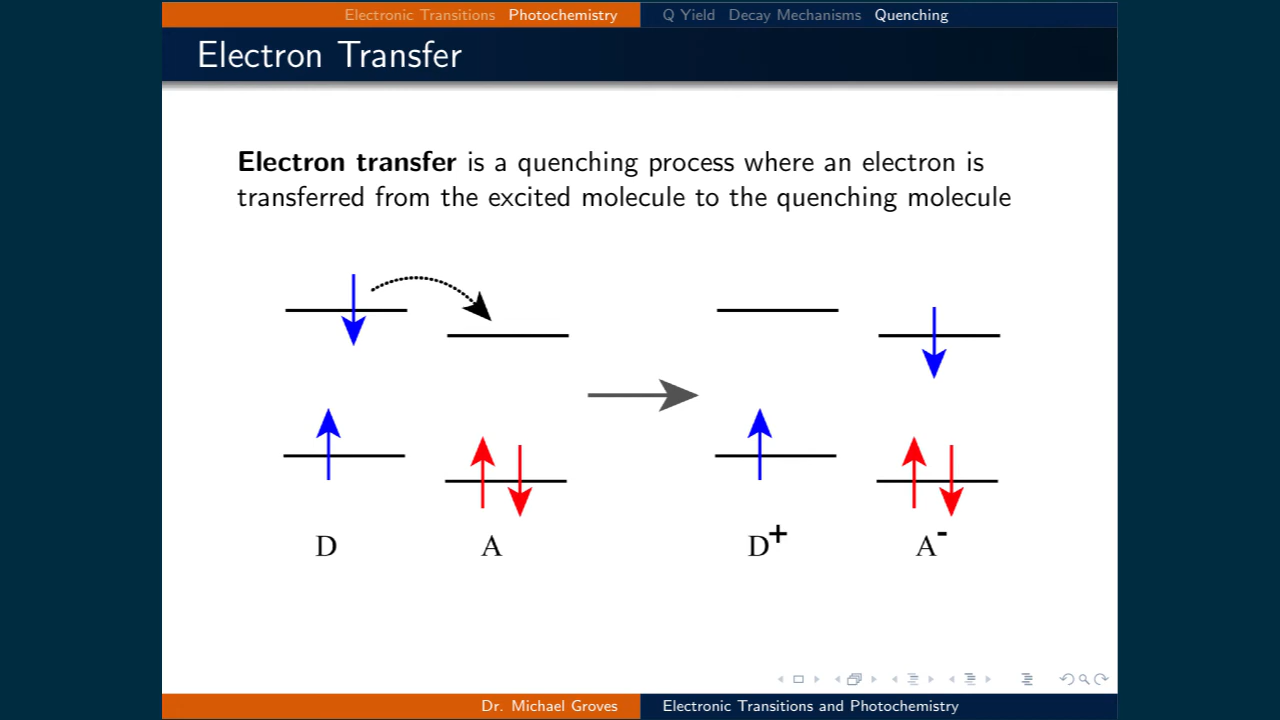 Electronic Transitions Photochemistry Q Yield Decay Mechanisms Quenching
Electron Transfer
Electron transfer is a quenching process where an electron is
transferred from the excited molecule to the quenching molecule
D A D+ A-
Dr. Michael Groves Electronic Transitions and Photochemistry